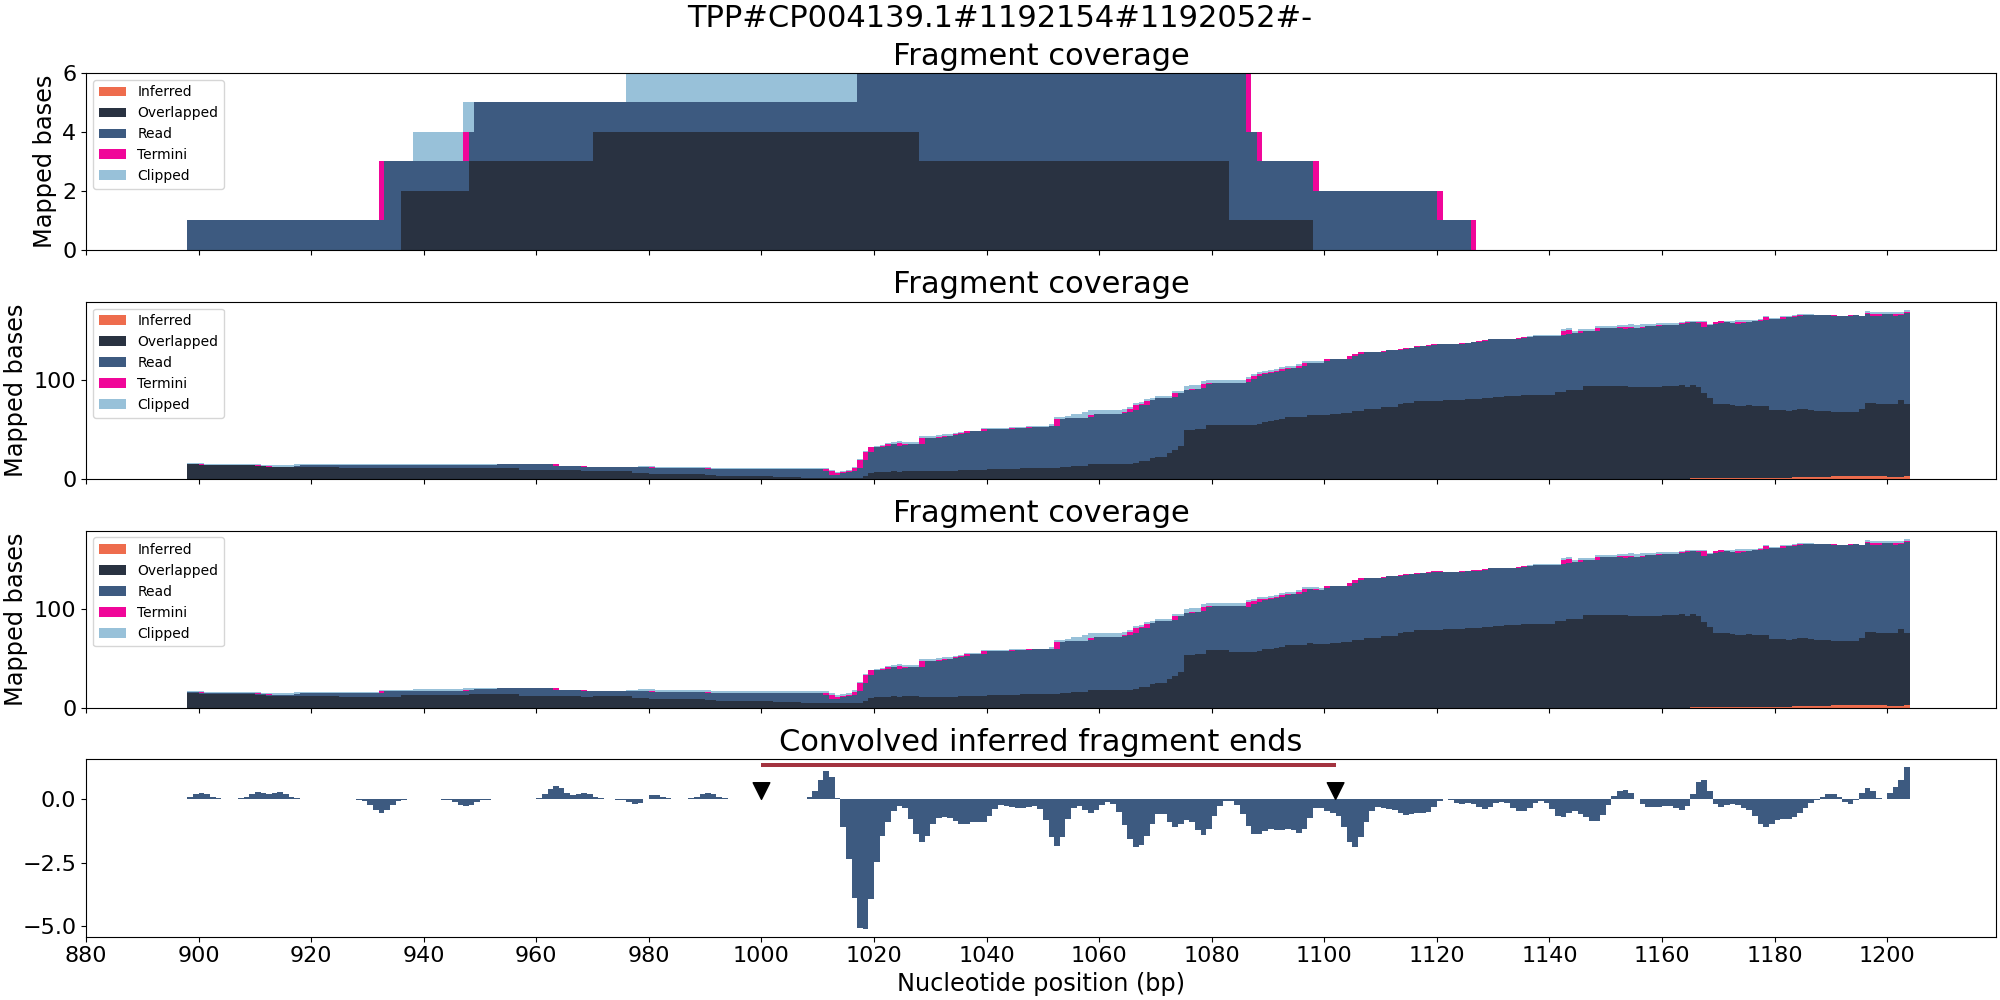 TPP#CP004139.1#1192154#1192052#-
Fragment coverage
Mapped bases
6
4
2
0
Inferred
Overlapped
Read
Termini
Clipped
Fragment coverage
Mapped bases
100
0
Inferred
Overlapped
Read
Termini
Clipped
Fragment coverage
Mapped bases
100
0
Inferred
Overlapped
Read
Termini
Clipped
Convolved inferred fragment ends
0.0
−2.5
−5.0
880 900 920 940 960 980 1000 1020 1040 1060 1080 1100 1120 1140 1160 1180 1200
Nucleotide position (bp)